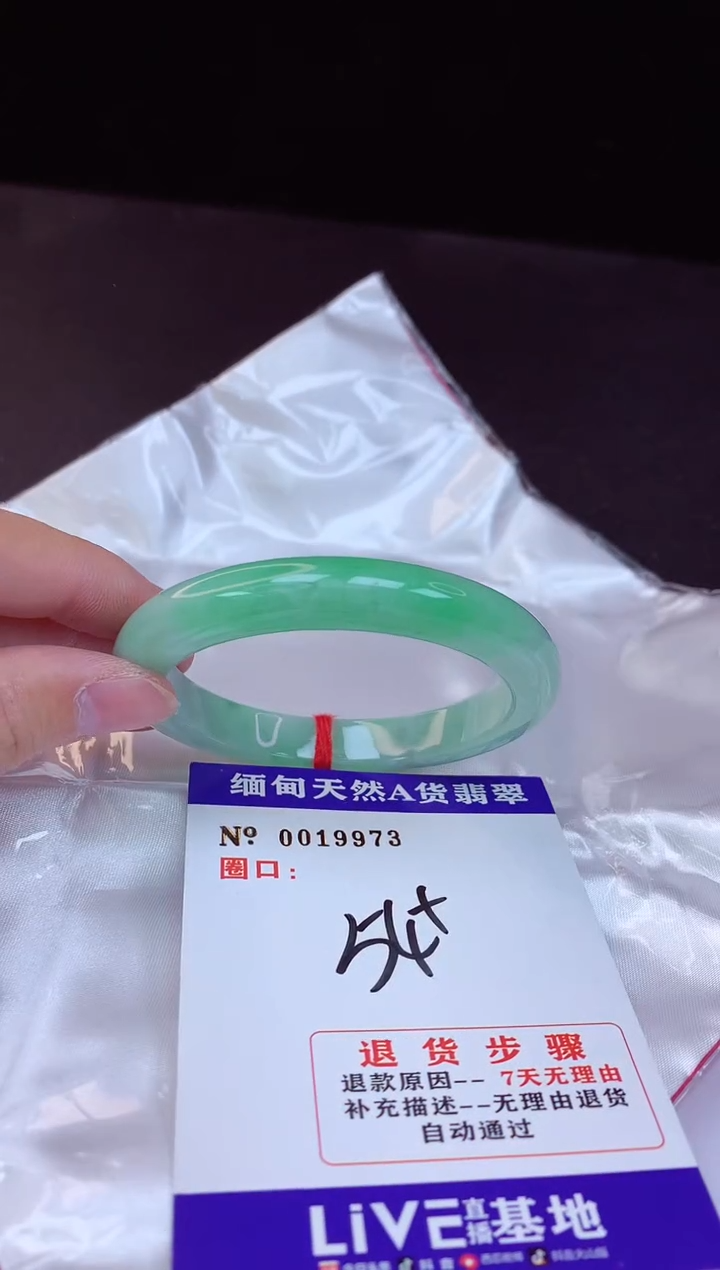 缅甸天然A货翡翠
Nº 0019973
圈口：
54+
退货步骤
退款原因--7天无理由
补充描述--无理由退货
自动通过
LiVE直播基地
抖音